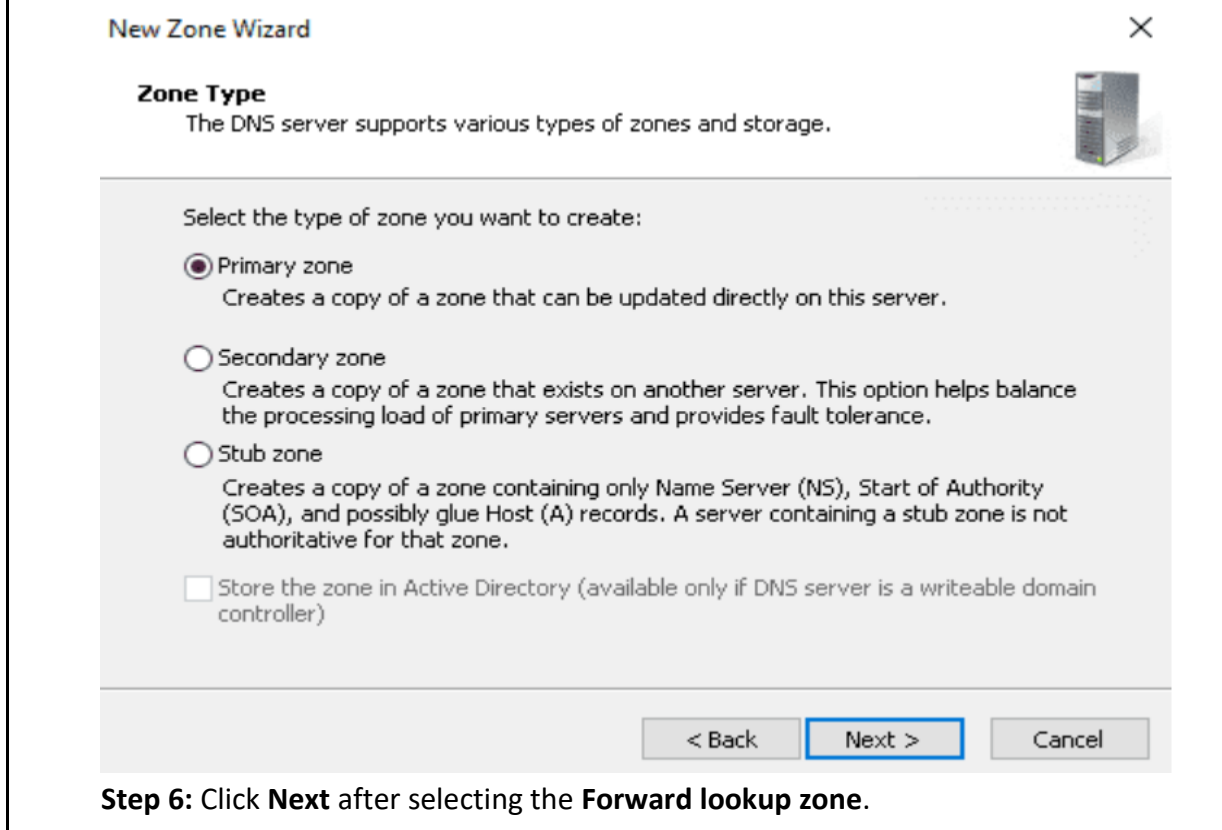 New Zone Wizard
Zone Type
The DNS server supports various types of zones and storage.
Select the type of zone you want to create:
Primary zone
Creates a copy of a zone that can be updated directly on this server.
Secondary zone
Creates a copy of a zone that exists on another server. This option helps balance
the processing load of primary servers and provides fault tolerance.
Stub zone
Creates a copy of a zone containing only Name Server (NS), Start of Authority
(SOA), and possibly glue Host (A) records. A server containing a stub zone is not
authoritative for that zone.
Store the zone in Active Directory (available only if DNS server is a writeable domain
controller)
< Back Next > Cancel
Step 6: Click Next after selecting the Forward lookup zone.